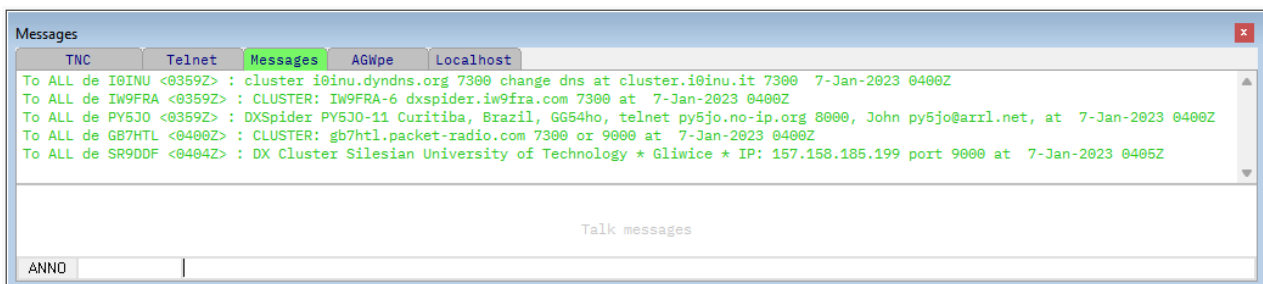 Messages
TNC Telnet Messages AGWpe Localhost
To ALL de I0INU <0359Z> : cluster i0inu.dyndns.org 7300 change dns at cluster.i0inu.it 7300  7-Jan-2023 0400Z
To ALL de IW9FRA <0359Z> : CLUSTER: IW9FRA-6 dxspider.iw9fra.com 7300 at  7-Jan-2023 0400Z
To ALL de PY5JO <0359Z> : DXSpider PY5JO-11 Curitiba, Brazil, GG54ho, telnet py5jo.no-ip.org 8000, John py5jo@arrl.net, at  7-Jan-2023 0400Z
To ALL de GB7HTL <0400Z> : CLUSTER: gb7htl.packet-radio.com 7300 or 9000 at  7-Jan-2023 0400Z
To ALL de SR9DDF <0404Z> : DX Cluster Silesian University of Technology * Gliwice * IP: 157.158.185.199 port 9000 at  7-Jan-2023 0405Z
Talk messages
ANNO